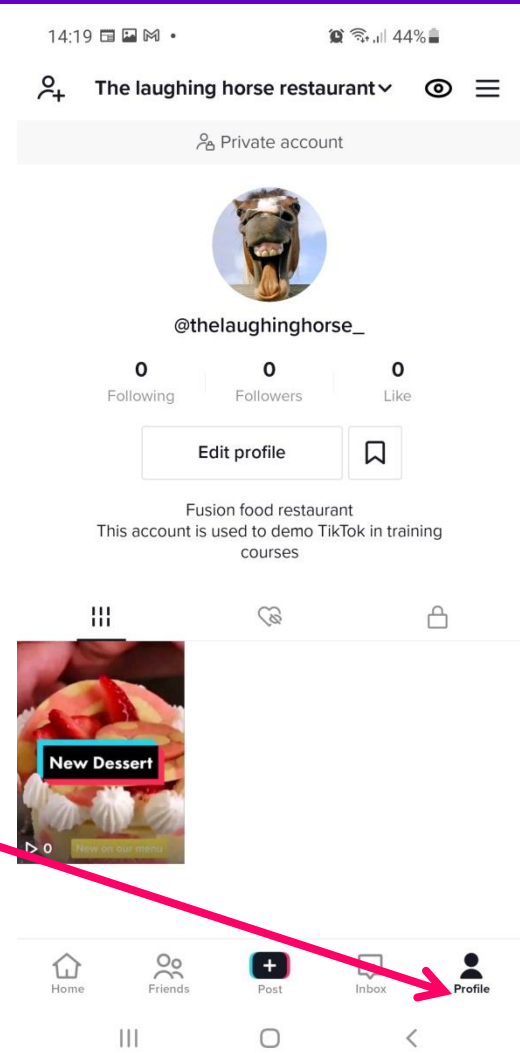 14:19
44%
The laughing horse restaurant
Private account
@thelaughinghorse_
0 0 0
Following Followers Like
Edit profile
Fusion food restaurant
This account is used to demo TikTok in training
courses
New Dessert
0 New on our menu
Home Friends Post Inbox Profile